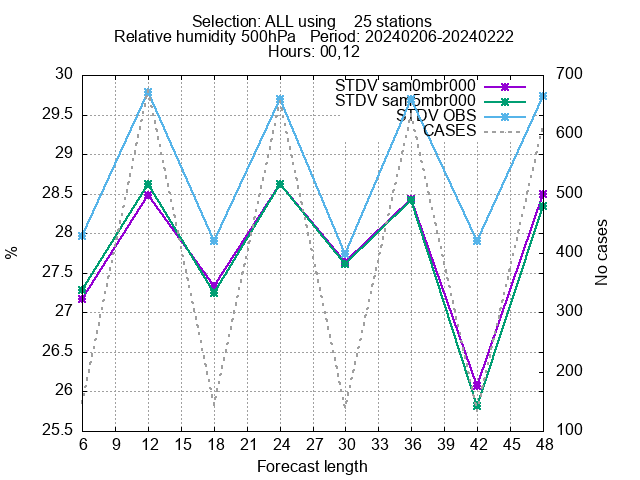 Selection: ALL using    25 stations
Relative humidity 500hPa   Period: 20240206-20240222
Hours: 00,12
STDV sam0mbr000
STDV sam5mbr000
STDV OBS
CASES
30
29.5
29
28.5
28
27.5
27
26.5
26
25.5
%
700
600
500
400
300
200
100
No cases
6 9 12 15 18 21 24 27 30 33 36 39 42 45 48
Forecast length